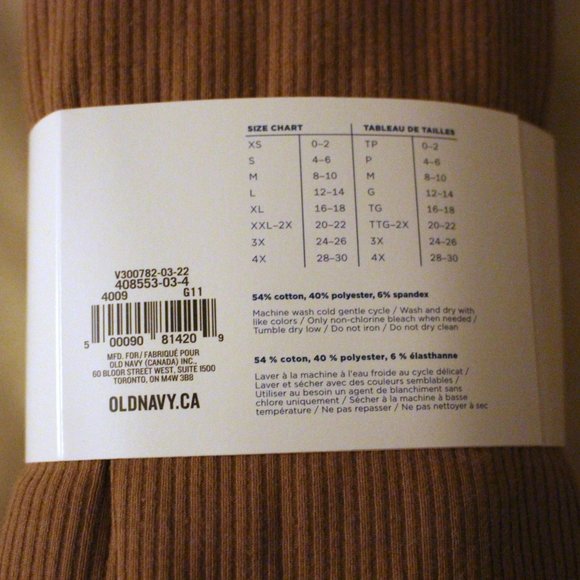 SIZE CHART TABLEAU DE TAILLES
XS 0–2 TP 0–2
S 4–6 P 4–6
M 8–10 M 8–10
L 12–14 G 12–14
XL 16–18 TG 16–18
XXL–2X 20–22 TTG–2X 20–22
3X 24–26 3X 24–26
4X 28–30 4X 28–30
54% cotton, 40% polyester, 6% spandex
Machine wash cold gentle cycle / Wash and dry with
like colors / Only non-chlorine bleach when needed /
Tumble dry low / Do not iron / Do not dry clean
54 % coton, 40 % polyester, 6 % élasthanne
Laver à la machine à l'eau froide au cycle délicat /
Laver et sécher avec des couleurs semblables /
Utiliser au besoin un agent de blanchiment sans
chlore uniquement / Sécher à la machine à basse
température / Ne pas repasser / Ne pas nettoyer à sec
V300782-03-22
408553-03-4
4009 G11
5 00090 81420 9
MFD. FOR/ FABRIQUÉ POUR
OLD NAVY (CANADA) INC.,
60 BLOOR STREET WEST, SUITE 1500
TORONTO, ON M4W 3B8
OLDNAVY.CA